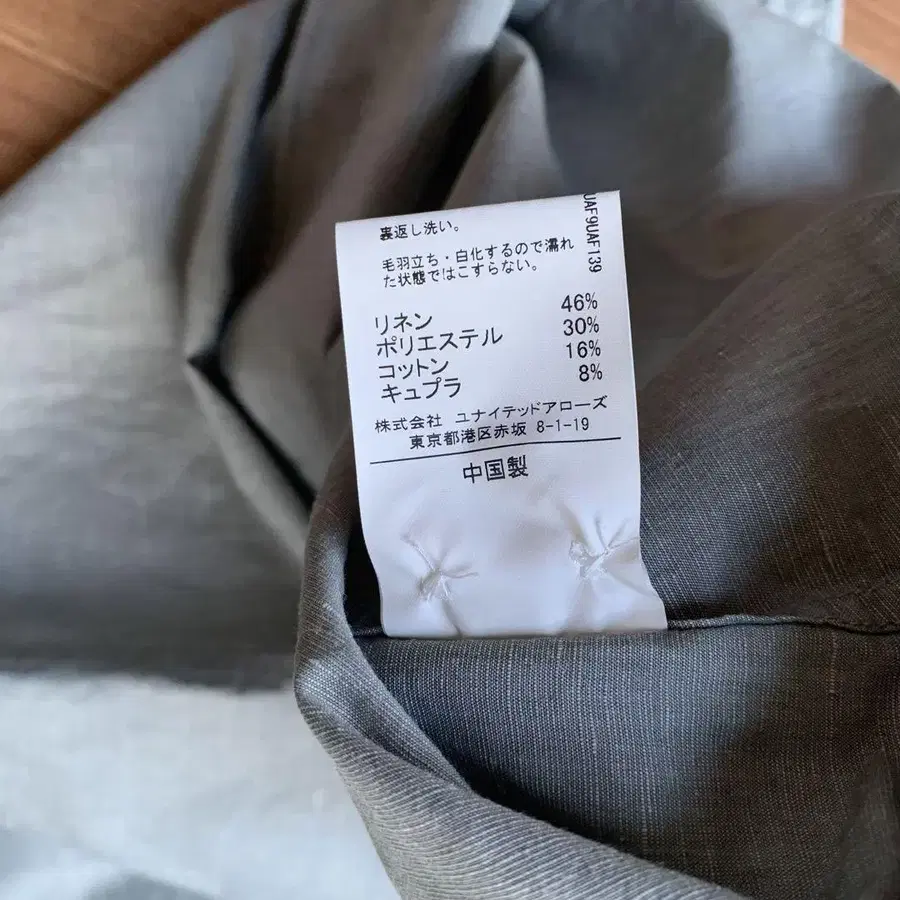 裏返し洗い。
毛羽立ち・白化するので濡れ
た状態ではこすらない。
リネン 46%
ポリエステル 30%
コットン 16%
キュプラ 8%
株式会社 ユナイテッドアローズ
東京都港区赤坂 8-1-19
中国製
UAF9UAF139